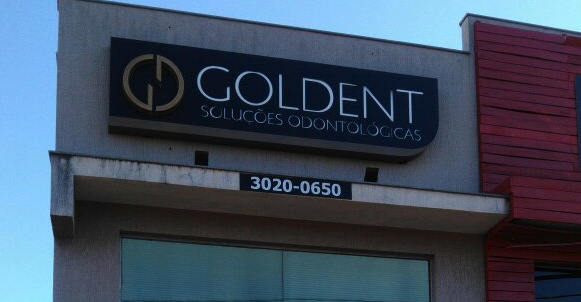 GOLDENT
SOLUÇÕES ODONTOLÓGICAS
3020-0650